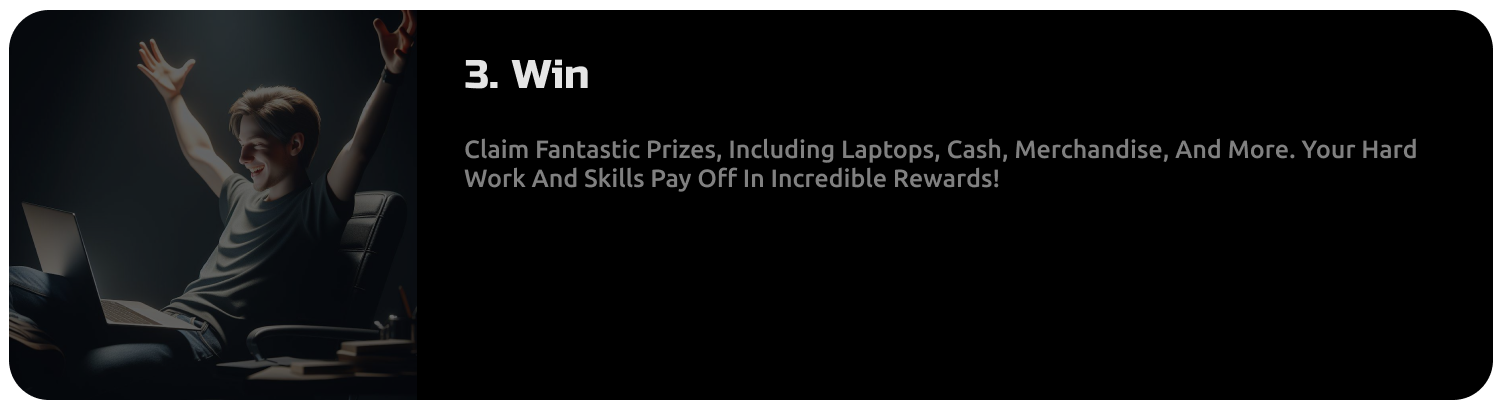 3. Win
Claim Fantastic Prizes, Including Laptops, Cash, Merchandise, And More. Your Hard
Work And Skills Pay Off In Incredible Rewards!